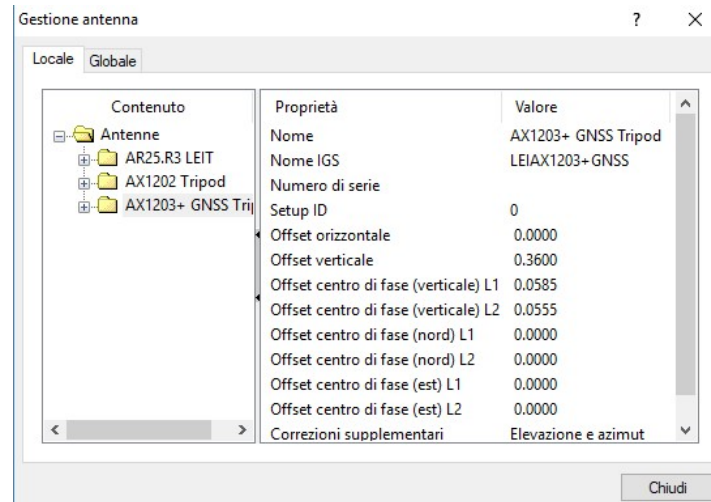 Gestione antenna
?
Locale
Globale
Contenuto
Antenne
AR25.R3 LEIT
AX1202 Tripod
AX1203+ GNSS Trip
Proprietà Valore
Nome AX1203+ GNSS Tripod
Nome IGS LEIAX1203+GNSS
Numero di serie
Setup ID 0
Offset orizzontale 0.0000
Offset verticale 0.3600
Offset centro di fase (verticale) L1 0.0585
Offset centro di fase (verticale) L2 0.0555
Offset centro di fase (nord) L1 0.0000
Offset centro di fase (nord) L2 0.0000
Offset centro di fase (est) L1 0.0000
Offset centro di fase (est) L2 0.0000
Correzioni supplementari Elevazione e azimut
Chiudi